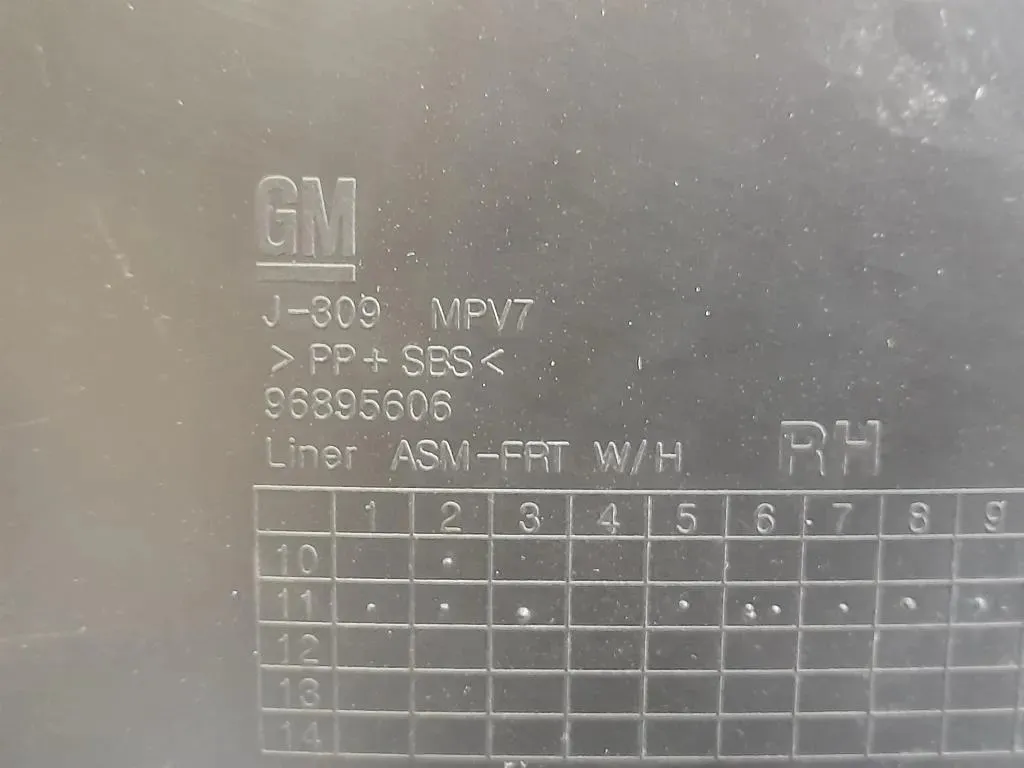 GM
J-309 MPV7
>PP+SBS<
96895606
Liner ASM-FRT W/H RH
1 2 3 4 5 6 7 8 9
10
11
12
13
14